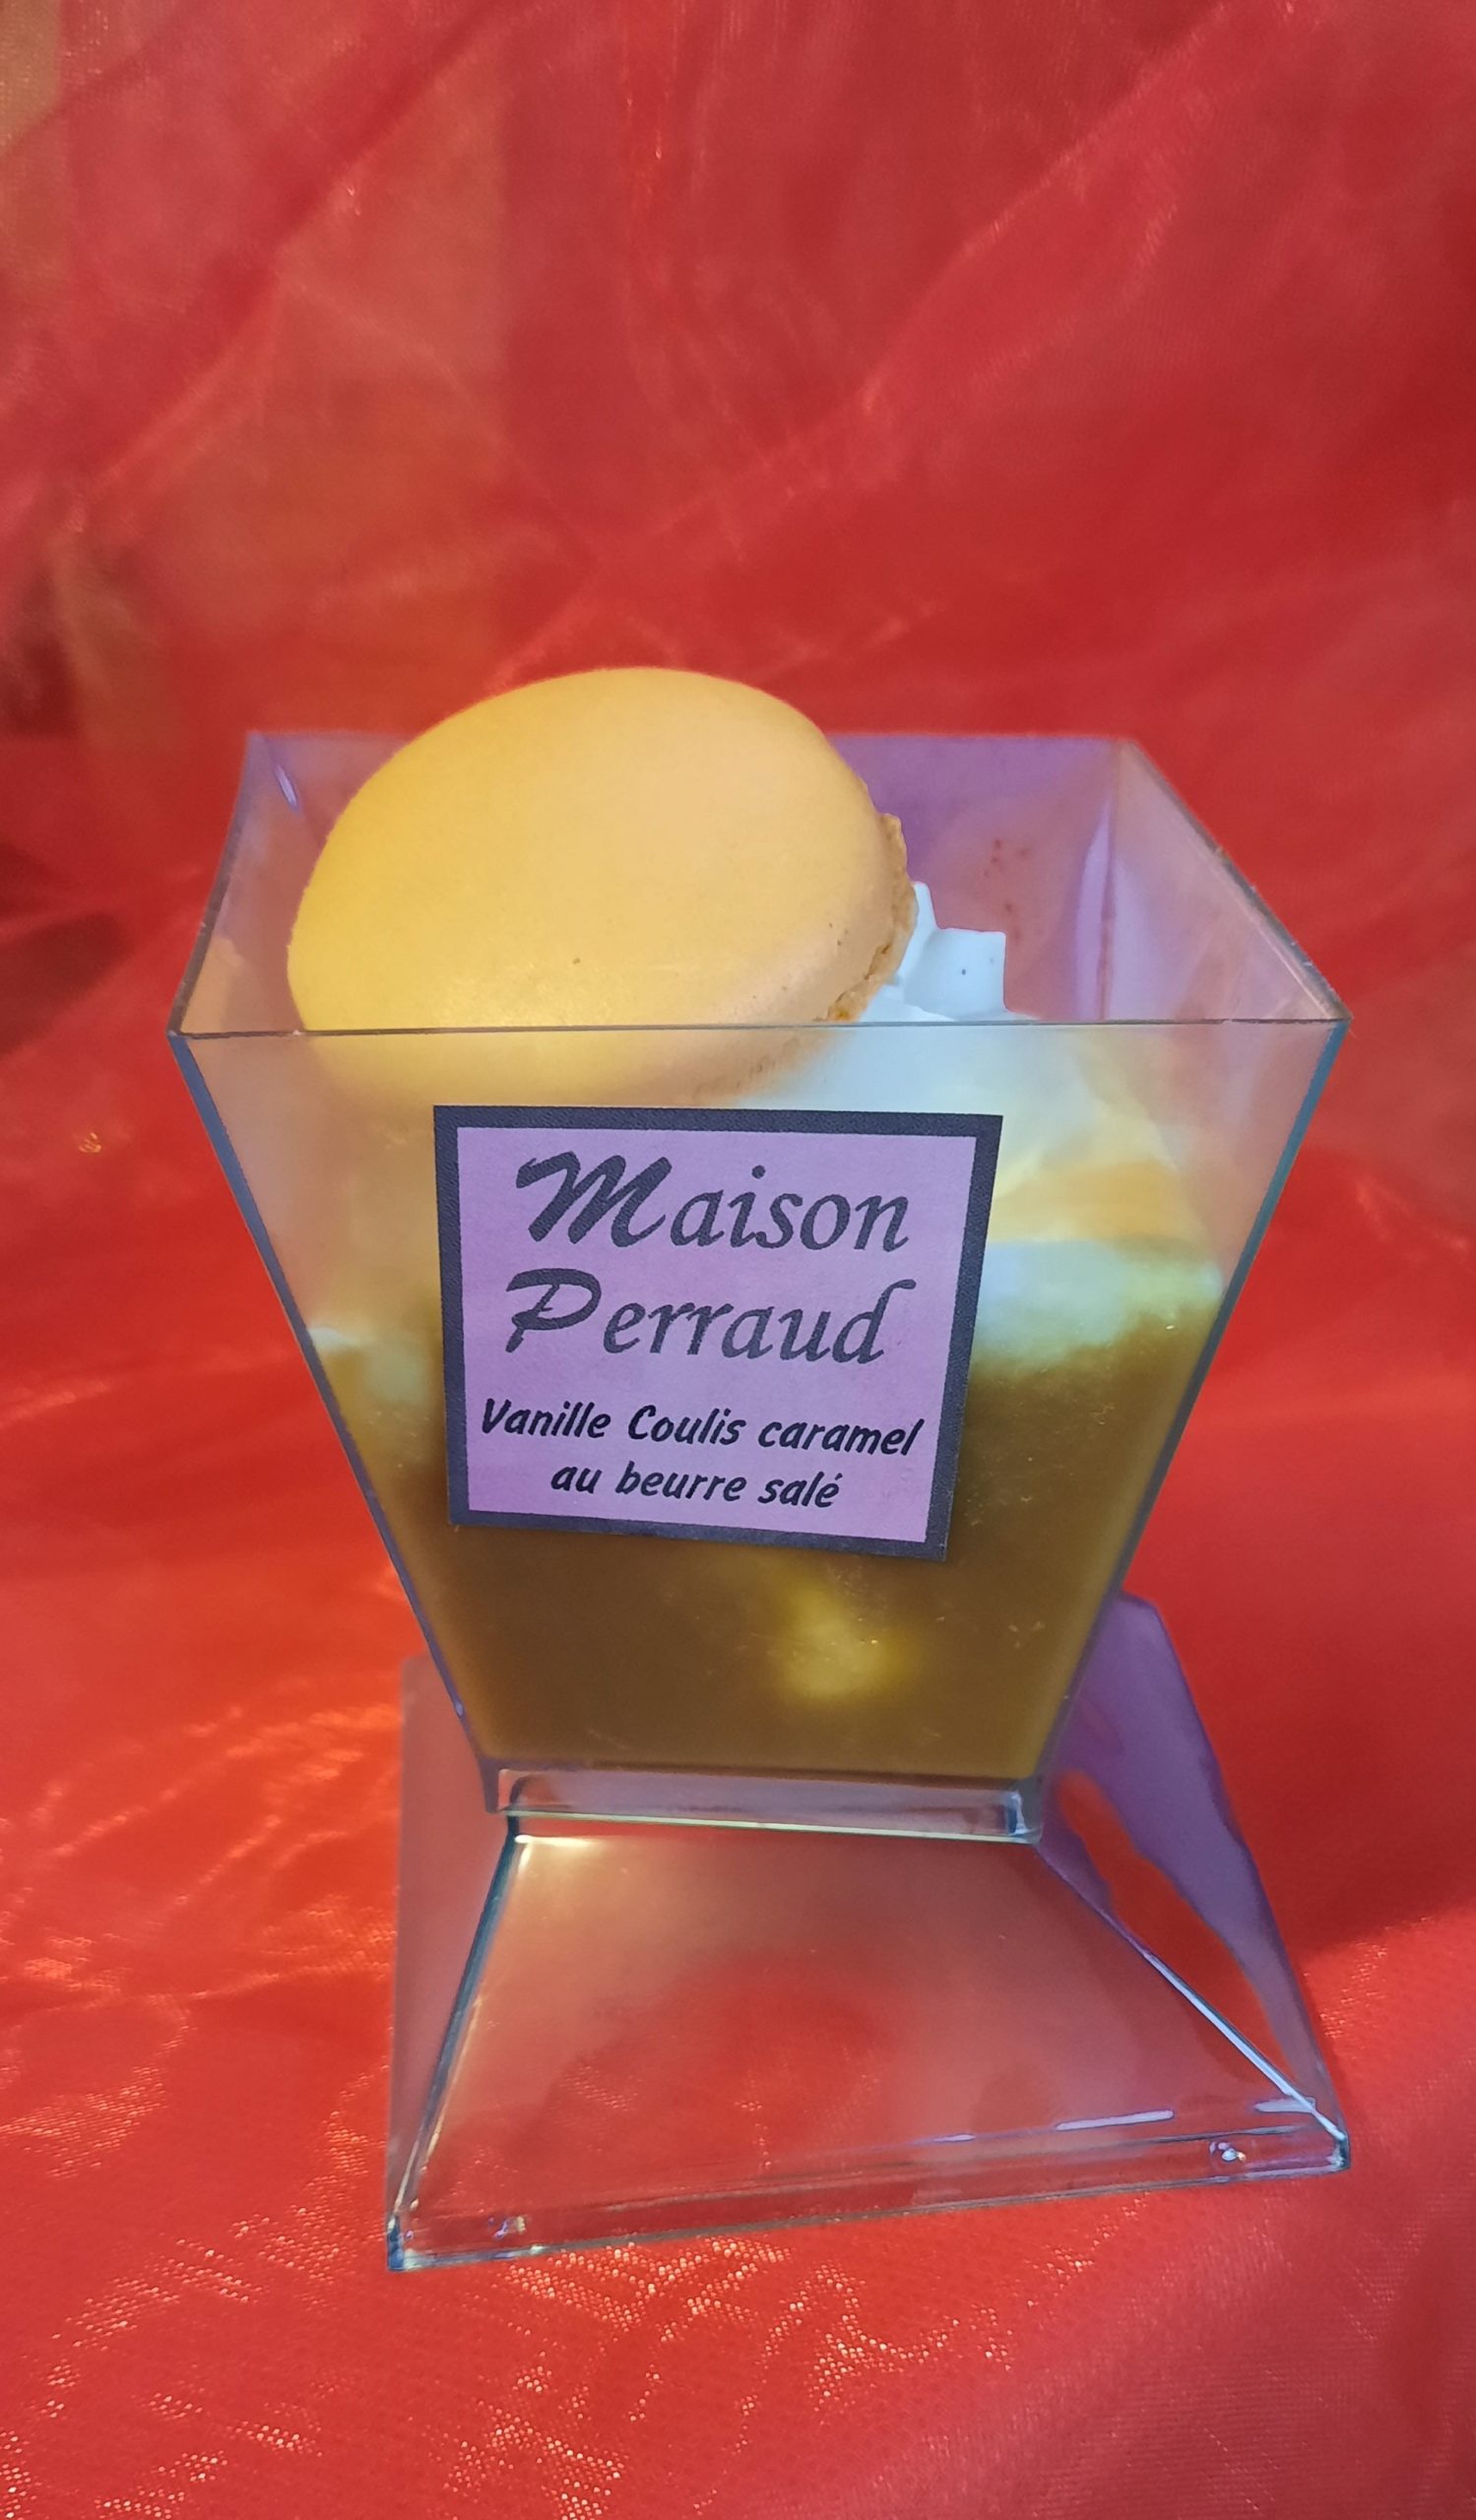 Maison
Perraud
Vanille Coulis caramel
au beurre salé